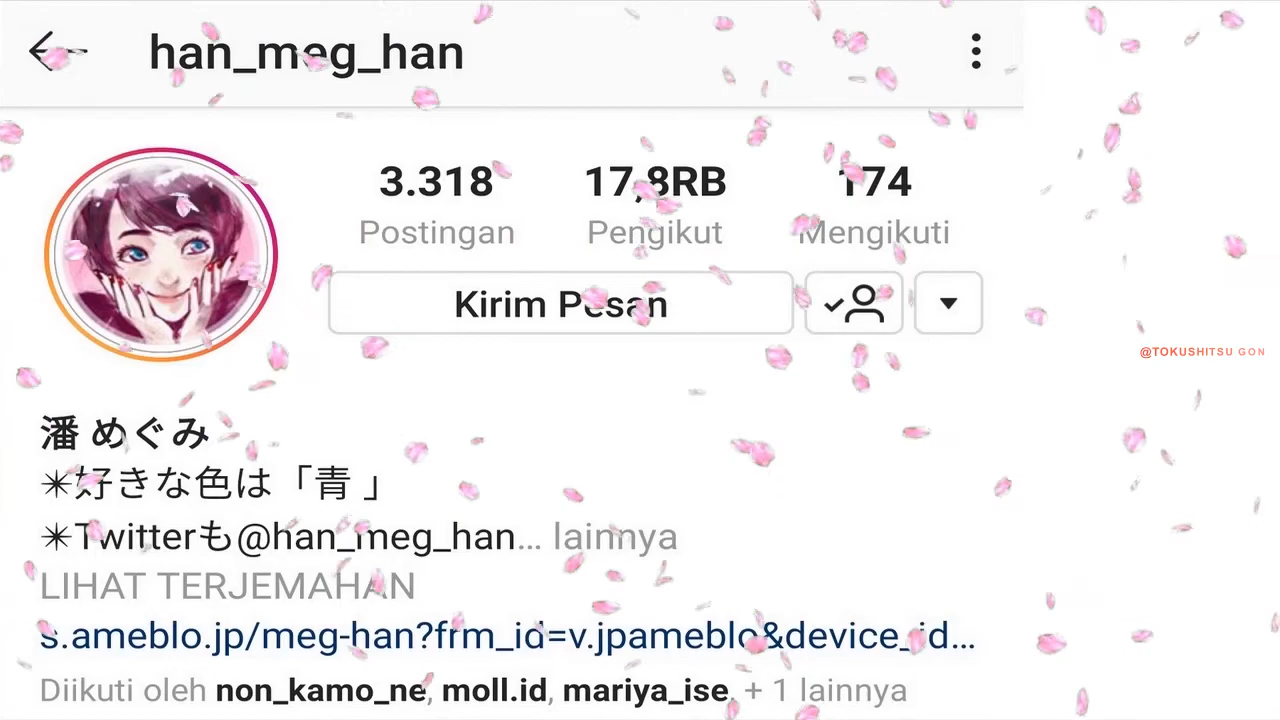 han_meg_han
3.318 17,8RB 174
Postingan Pengikut Mengikuti
Kirim Pesan
@TOKUSHITSU GON
潘 めぐみ
✴好きな色は「青 」
✴Twitterも@han_meg_han... lainnya
LIHAT TERJEMAHAN
s.ameblo.jp/meg-han?frm_id=v.jpameblo&device_id...
Diikuti oleh non_kamo_ne, moll.id, mariya_ise, + 1 lainnya